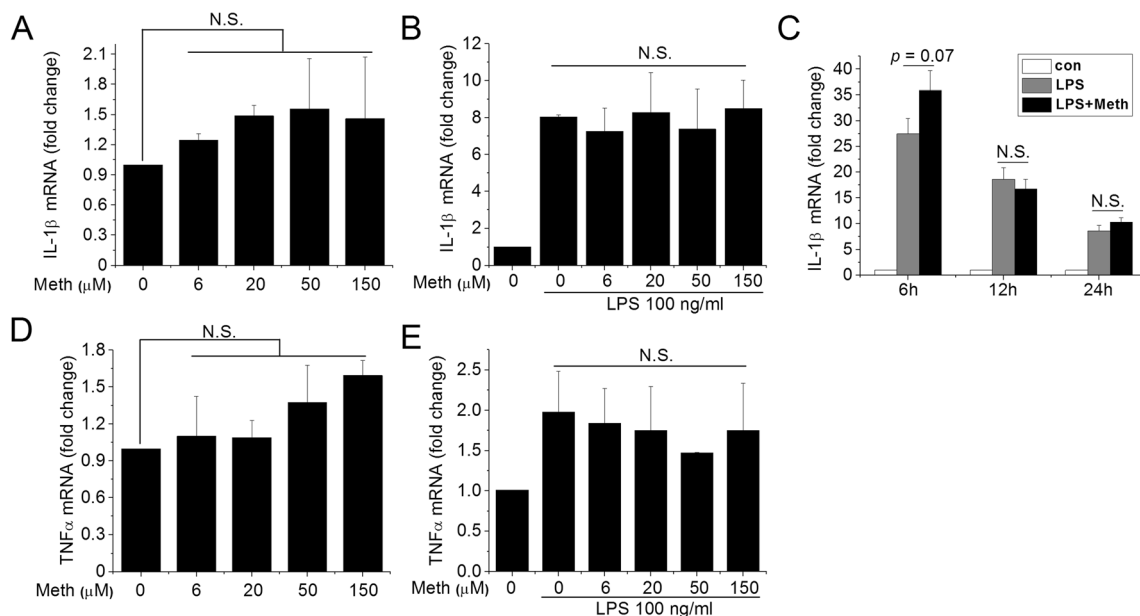 A
N.S.
IL-1β mRNA (fold change)
2.1
1.8
1.5
1.2
0.9
0.6
0.3
0
Meth (μM) 0 6 20 50 150
B
N.S.
IL-1β mRNA (fold change)
12
10
8
6
4
2
0
Meth (μM) 0 0 6 20 50 150
LPS 100 ng/ml
C
p = 0.07
con
LPS
LPS+Meth
N.S.
N.S.
IL-1β mRNA (fold change)
40
35
30
25
20
15
10
5
0
6h 12h 24h
D
N.S.
TNFα mRNA (fold change)
1.8
1.5
1.2
0.9
0.6
0.3
0
Meth (μM) 0 6 20 50 150
E
N.S.
TNFα mRNA (fold change)
2.5
2.0
1.5
1.0
0.5
0.0
Meth (μM) 0 0 6 20 50 150
LPS 100 ng/ml